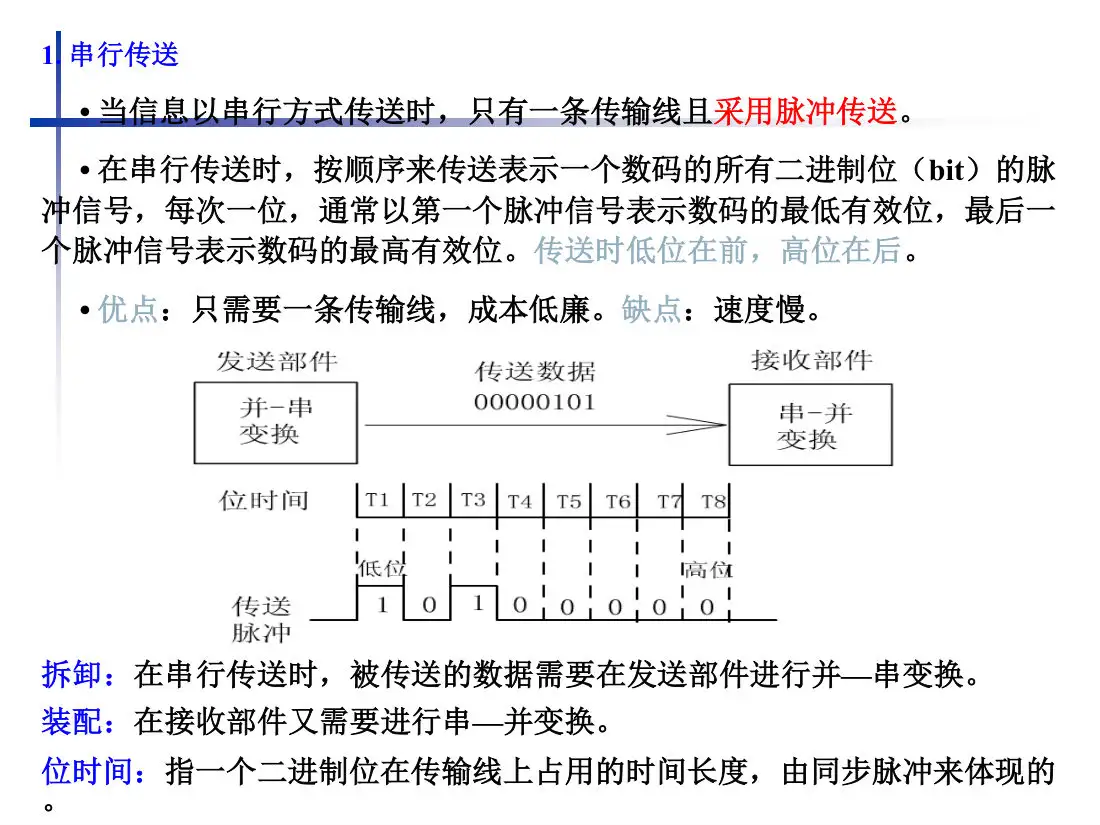 1. 串行传送
• 当信息以串行方式传送时，只有一条传输线且采用脉冲传送。
• 在串行传送时，按顺序来传送表示一个数码的所有二进制位（bit）的脉
冲信号，每次一位，通常以第一个脉冲信号表示数码的最低有效位，最后一
个脉冲信号表示数码的最高有效位。传送时低位在前，高位在后。
• 优点：只需要一条传输线，成本低廉。缺点：速度慢。
发送部件 传送数据 接收部件
并-串 00000101 串-并
变换 变换
位时间 T1 T2 T3 T4 T5 T6 T7 T8
低位 高位
传送 1 0 1 0 0 0 0 0
脉冲
拆卸：在串行传送时，被传送的数据需要在发送部件进行并—串变换。
装配：在接收部件又需要进行串—并变换。
位时间：指一个二进制位在传输线上占用的时间长度，由同步脉冲来体现的
。